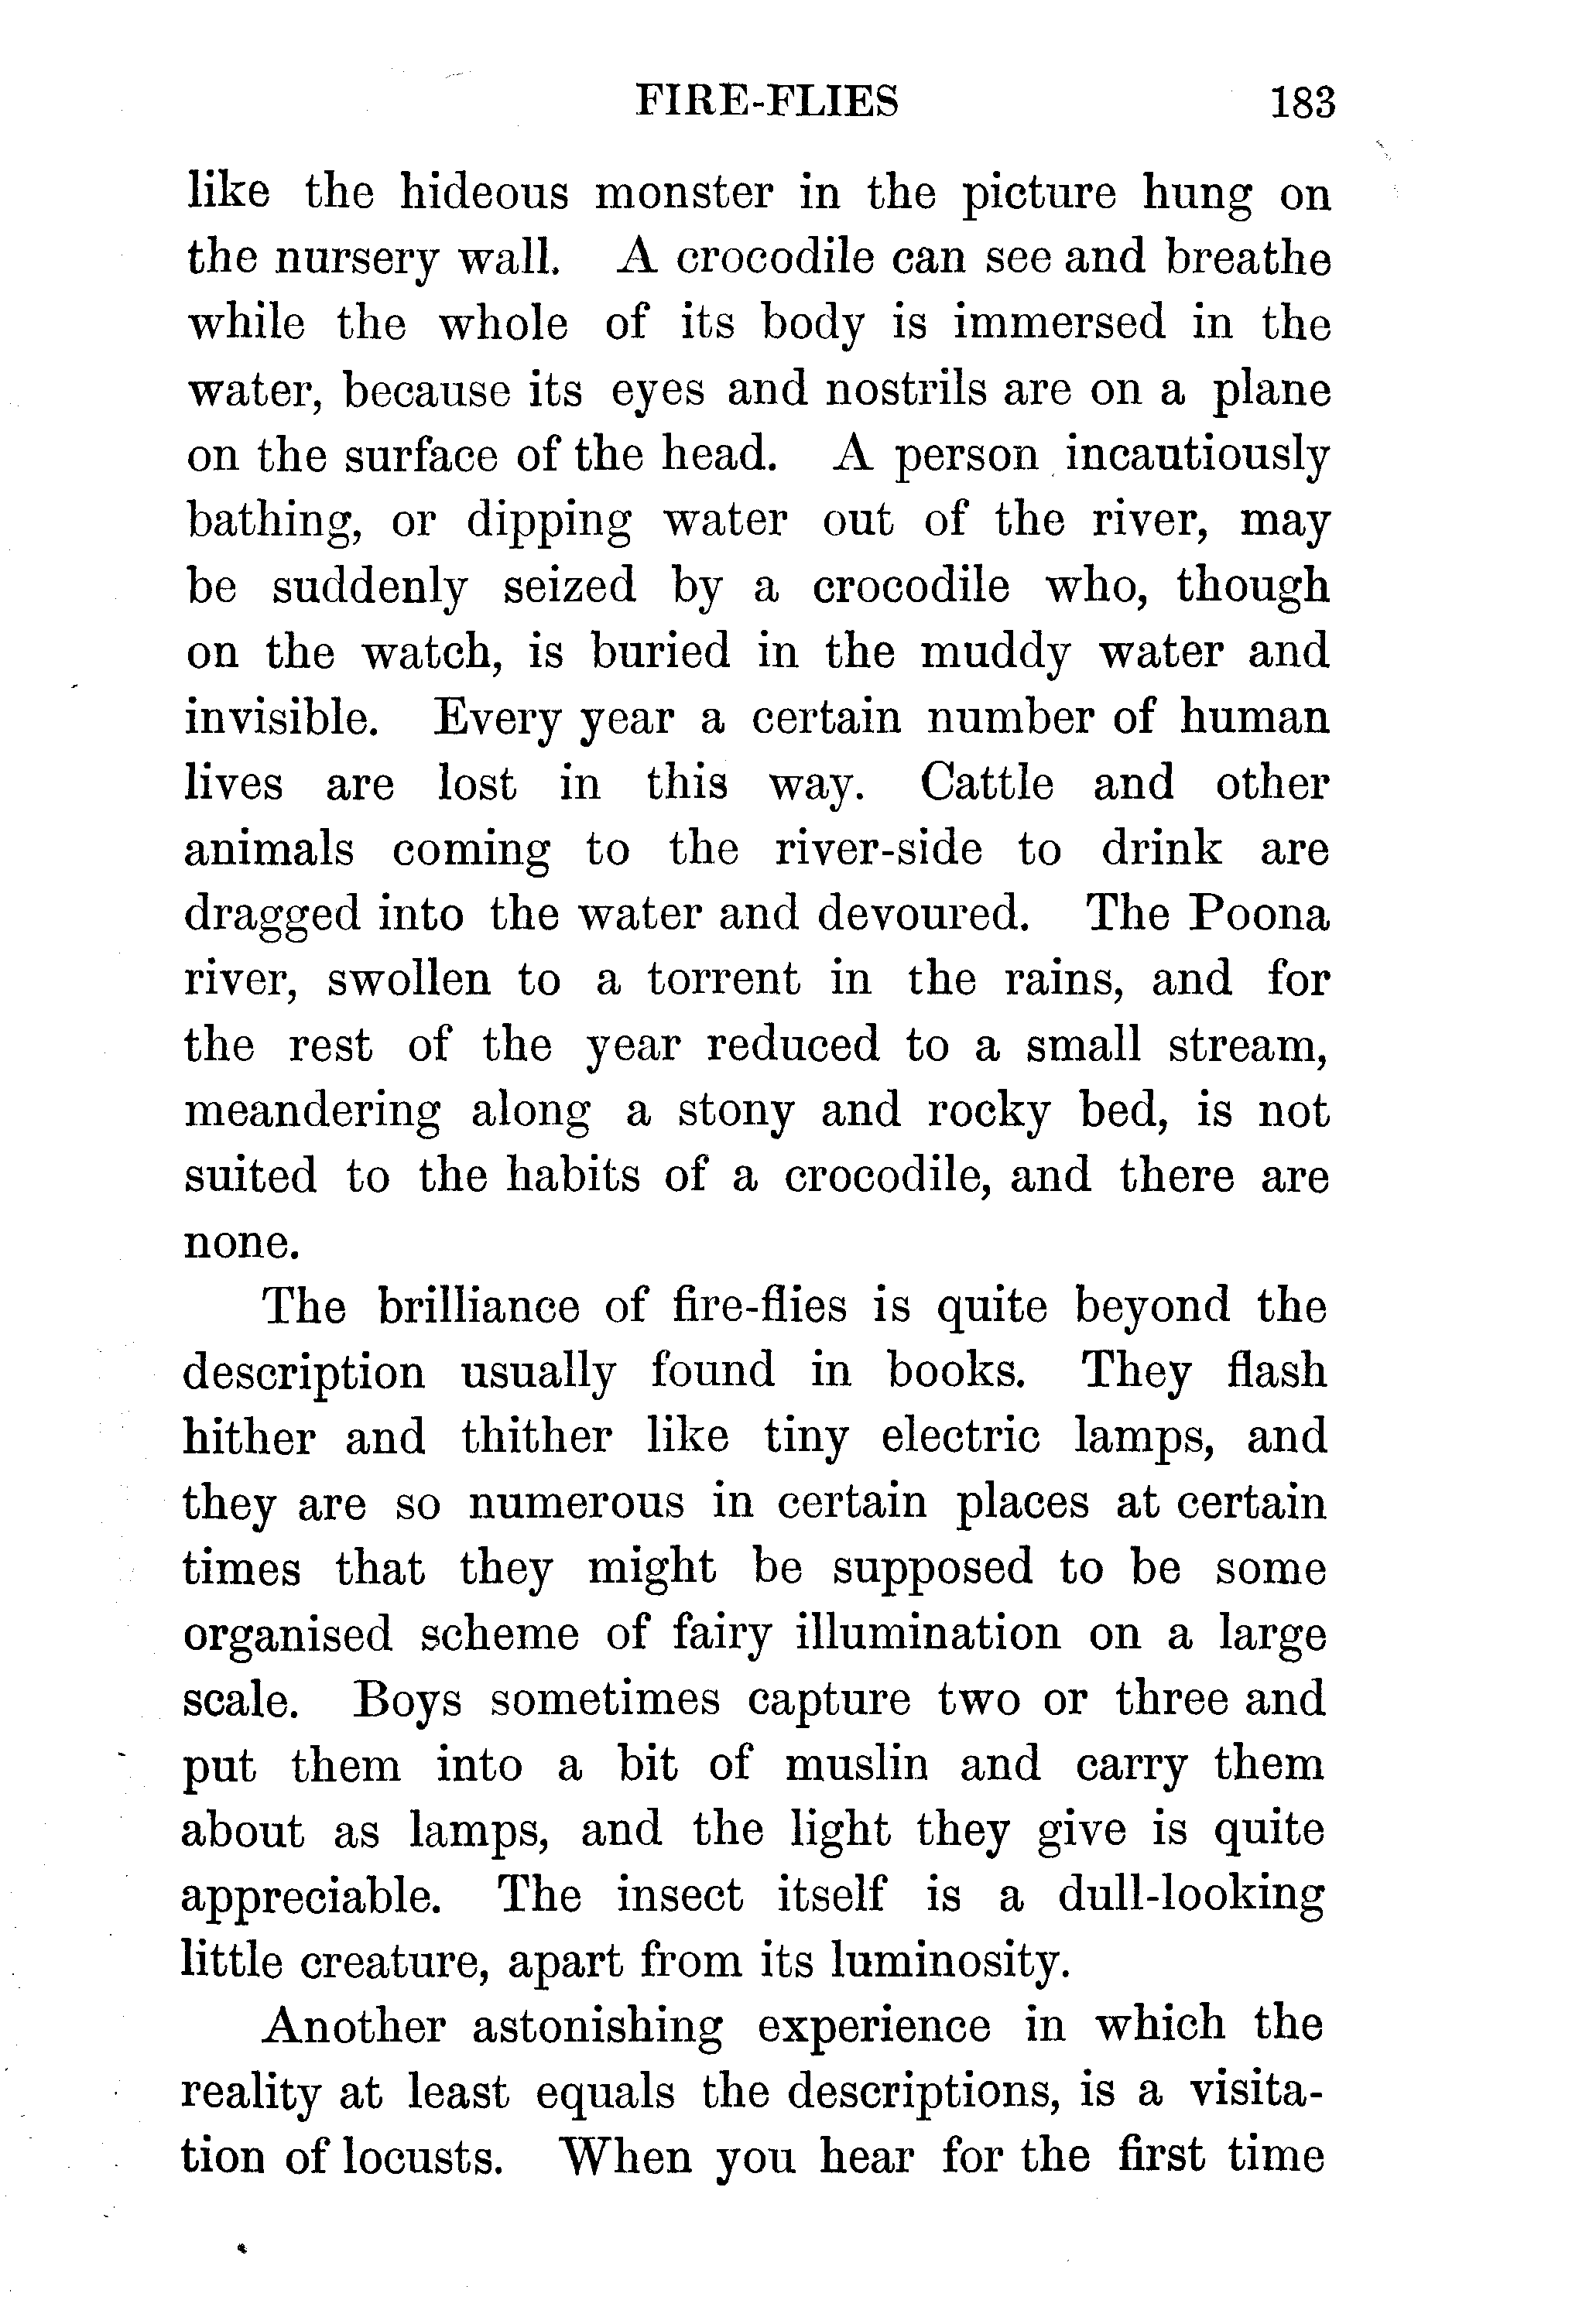 FIRE-FLIES 183
like the hideous monster in the picture hung on
the nursery wall. A crocodile can see and breathe
while the whole of its body is immersed in the
water, because its eyes and nostrils are on a plane
on the surface of the head. A person incautiously
bathing, or dipping water out of the river, may
be suddenly seized by a crocodile who, though
on the watch, is buried in the muddy water and
invisible. Every year a certain number of human
lives are lost in this way. Cattle and other
animals coming to the river-side to drink are
dragged into the water and devoured. The Poona
river, swollen to a torrent in the rains, and for
the rest of the year reduced to a small stream,
meandering along a stony and rocky bed, is not
suited to the habits of a crocodile, and there are
none.
The brilliance of fire-flies is quite beyond the
description usually found in books. They flash
hither and thither like tiny electric lamps, and
they are so numerous in certain places at certain
times that they might be supposed to be some
organised scheme of fairy illumination on a large
scale. Boys sometimes capture two or three and
put them into a bit of muslin and carry them
about as lamps, and the light they give is quite
appreciable. The insect itself is a dull-looking
little creature, apart from its luminosity.
Another astonishing experience in which the
reality at least equals the descriptions, is a visita-
tion of locusts. When you hear for the first time